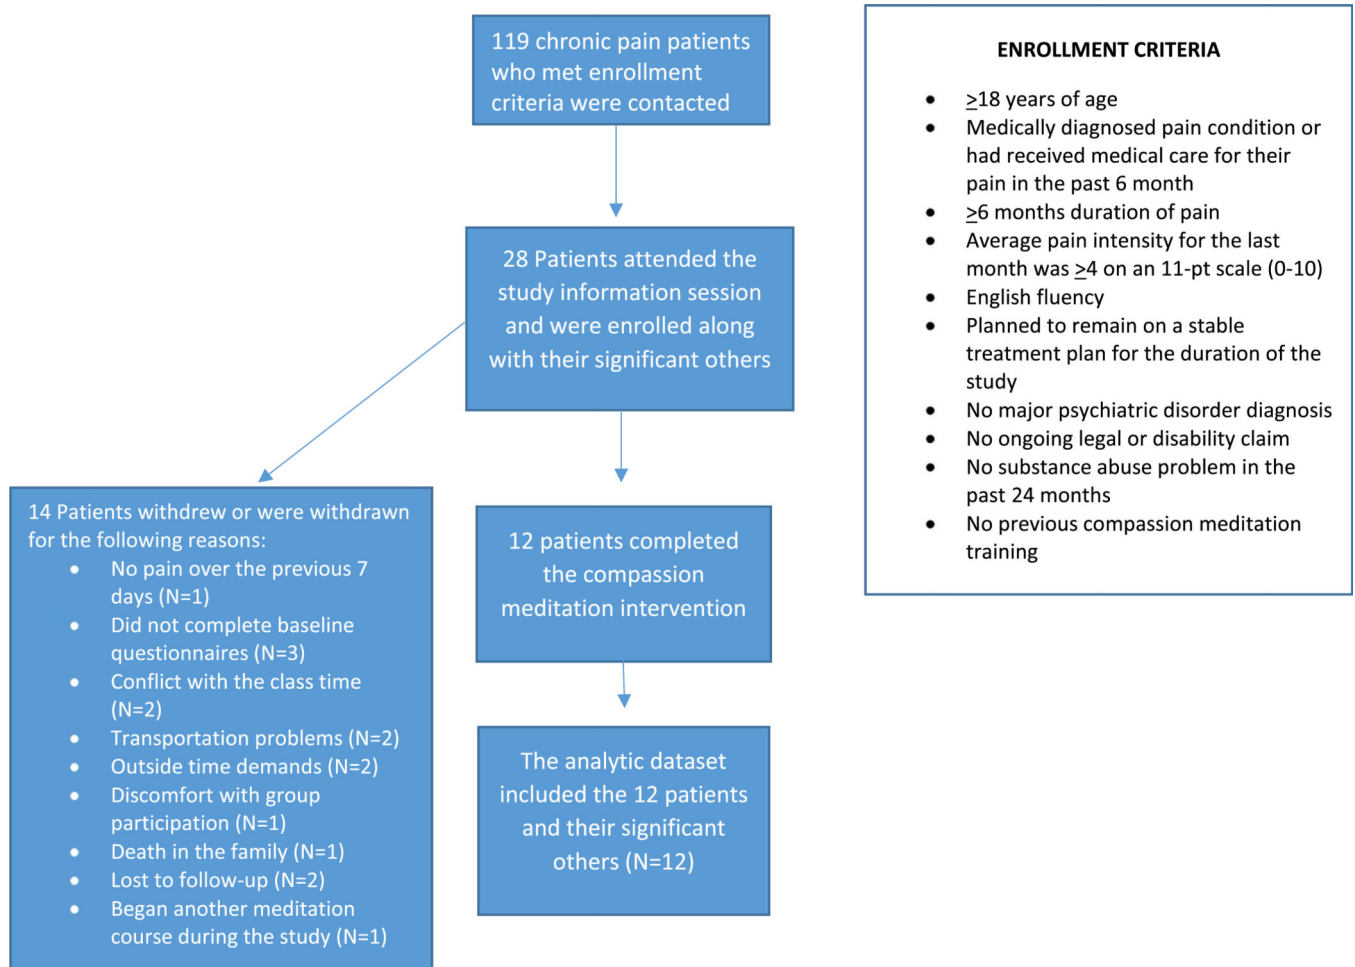 119 chronic pain patients
who met enrollment
criteria were contacted
28 Patients attended the
study information session
and were enrolled along
with their significant others
14 Patients withdrew or were withdrawn
for the following reasons:
• No pain over the previous 7
days (N=1)
• Did not complete baseline
questionnaires (N=3)
• Conflict with the class time
(N=2)
• Transportation problems (N=2)
• Outside time demands (N=2)
• Discomfort with group
participation (N=1)
• Death in the family (N=1)
• Lost to follow-up (N=2)
• Began another meditation
course during the study (N=1)
12 patients completed
the compassion
meditation intervention
The analytic dataset
included the 12 patients
and their significant
others (N=12)
ENROLLMENT CRITERIA
• ≥18 years of age
• Medically diagnosed pain condition or
had received medical care for their
pain in the past 6 month
• ≥6 months duration of pain
• Average pain intensity for the last
month was ≥4 on an 11-pt scale (0-10)
• English fluency
• Planned to remain on a stable
treatment plan for the duration of the
study
• No major psychiatric disorder diagnosis
• No ongoing legal or disability claim
• No substance abuse problem in the
past 24 months
• No previous compassion meditation
training